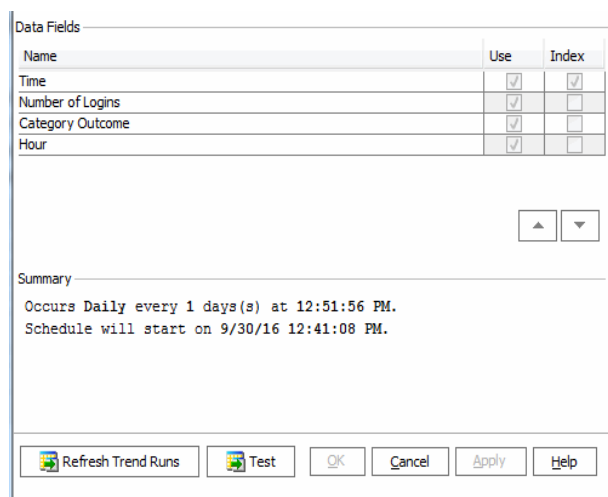 Data Fields
Name Use Index
Time
Number of Logins
Category Outcome
Hour
Summary
Occurs Daily every 1 days(s) at 12:51:56 PM.
Schedule will start on 9/30/16 12:41:08 PM.
Refresh Trend Runs Test OK Cancel Apply Help